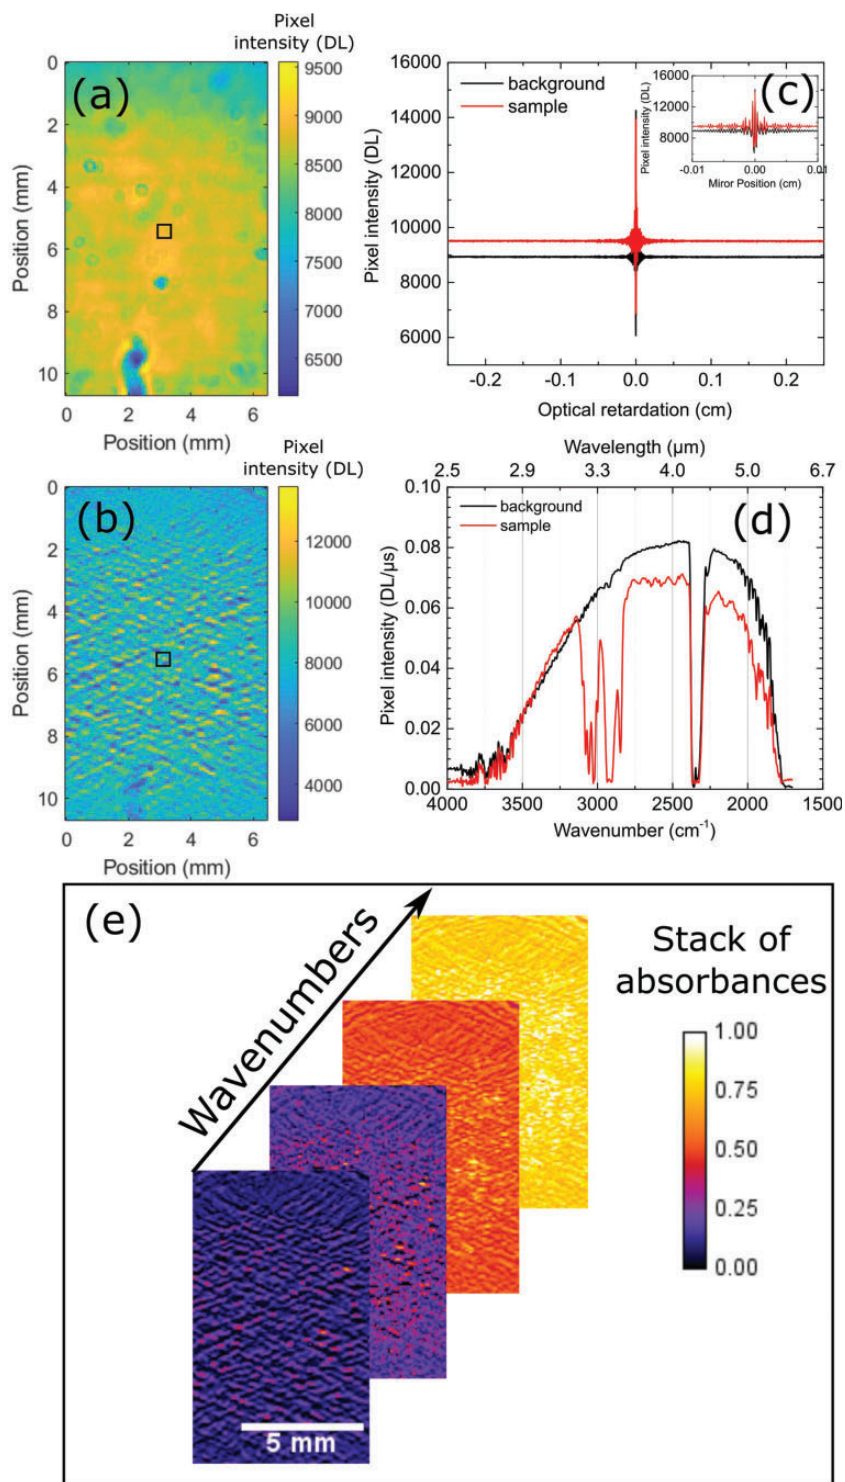 Pixel
intensity (DL)
(a)
0
2
4
6
8
10
Position (mm)
0 2 4 6
Position (mm)
9500
9000
8500
8000
7500
7000
6500
(c)
background
sample
16000
14000
12000
10000
8000
6000
Pixel intensity (DL)
-0.2 -0.1 0.0 0.1 0.2
Optical retardation (cm)
16000
12000
8000
Pixel intensity (DL)
-0.01 0.00 0.01
Miror Position (cm)
Pixel
intensity (DL)
(b)
0
2
4
6
8
10
Position (mm)
0 2 4 6
Position (mm)
12000
10000
8000
6000
4000
Wavelength (µm)
2.5 2.9 3.3 4.0 5.0 6.7
(d)
background
sample
0.10
0.08
0.06
0.04
0.02
0.00
Pixel intensity (DL/µs)
4000 3500 3000 2500 2000 1500
Wavenumber (cm⁻¹)
(e)
Wavenumbers
Stack of
absorbances
1.00
0.75
0.50
0.25
0.00
5 mm